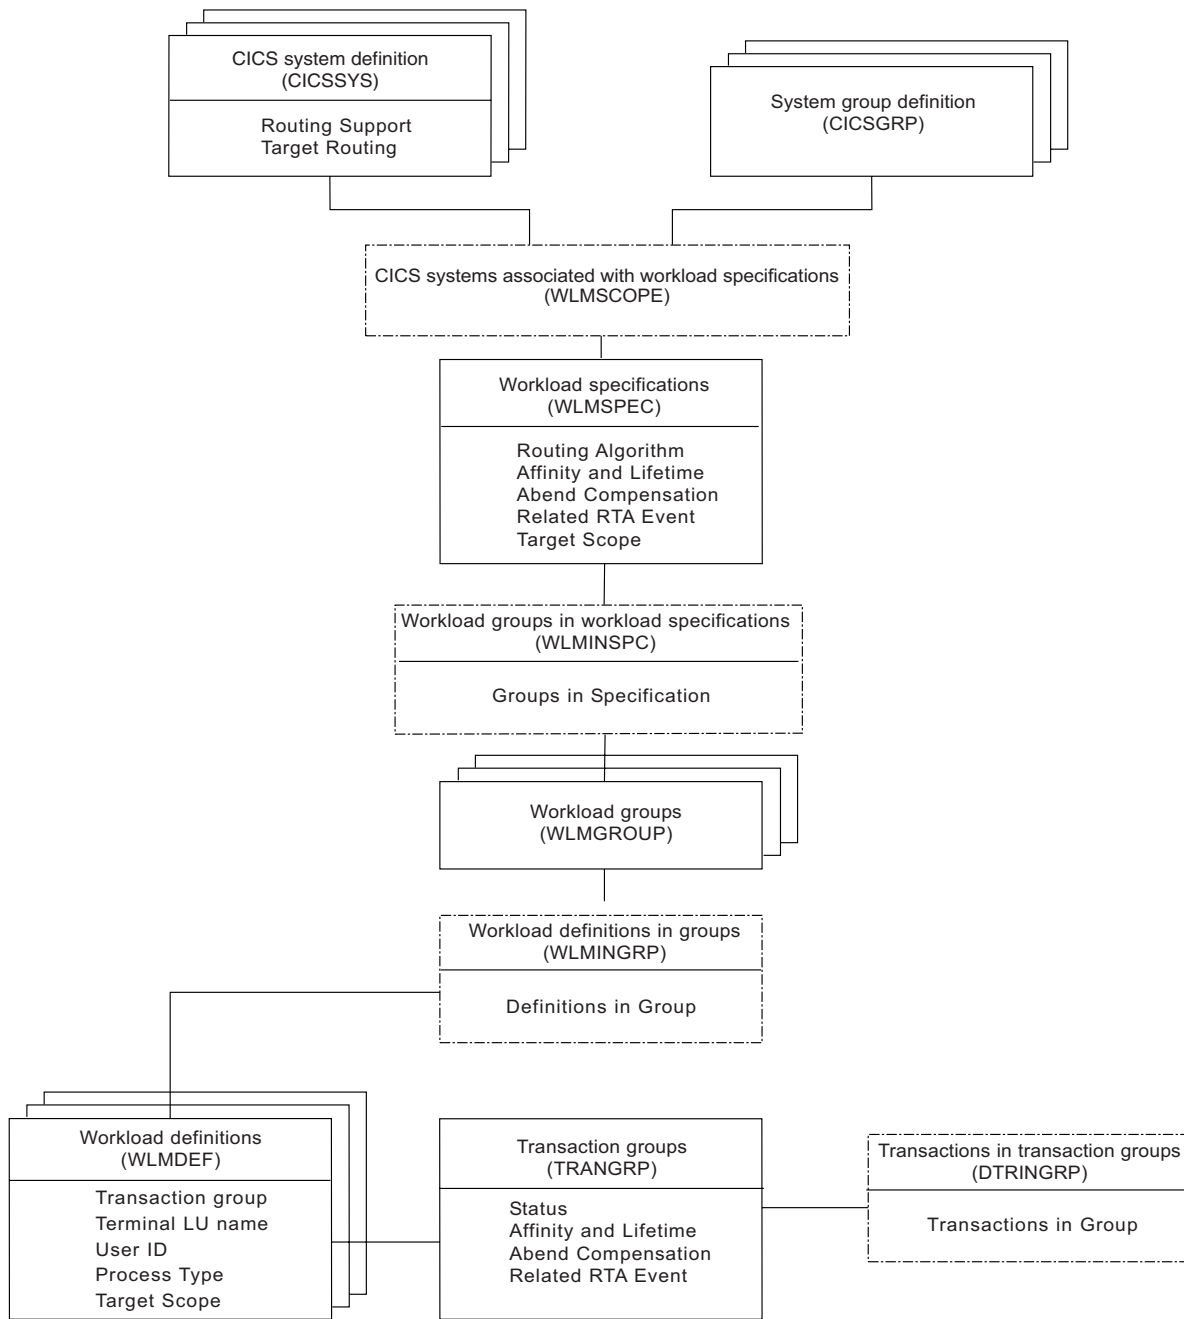 CICS system definition
(CICSSYS)
Routing Support
Target Routing
System group definition
(CICSGRP)
CICS systems associated with workload specifications
(WLMSCOPE)
Workload specifications
(WLMSPEC)
Routing Algorithm
Affinity and Lifetime
Abend Compensation
Related RTA Event
Target Scope
Workload groups in workload specifications
(WLMINSPC)
Groups in Specification
Workload groups
(WLMGROUP)
Workload definitions in groups
(WLMINGRP)
Definitions in Group
Workload definitions
(WLMDEF)
Transaction group
Terminal LU name
User ID
Process Type
Target Scope
Transaction groups
(TRANGRP)
Status
Affinity and Lifetime
Abend Compensation
Related RTA Event
Transactions in transaction groups
(DTRINGRP)
Transactions in Group